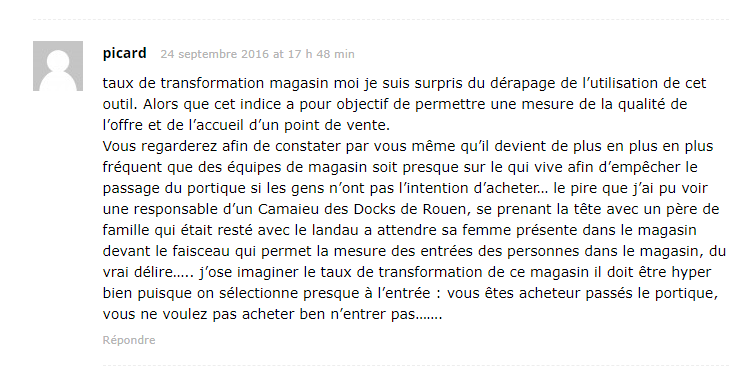 picard 24 septembre 2016 at 17 h 48 min
taux de transformation magasin moi je suis surpris du dérapage de l’utilisation de cet
outil. Alors que cet indice a pour objectif de permettre une mesure de la qualité de
l’offre et de l’accueil d’un point de vente.
Vous regarderez afin de constater par vous même qu’il devient de plus en plus en plus
fréquent que des équipes de magasin soit presque sur le qui vive afin d’empêcher le
passage du portique si les gens n’ont pas l’intention d’acheter… le pire que j’ai pu voir
une responsable d’un Camaieu des Docks de Rouen, se prenant la tête avec un père de
famille qui était resté avec le landau a attendre sa femme présente dans le magasin
devant le faisceau qui permet la mesure des entrées des personnes dans le magasin, du
vrai délire….. j’ose imaginer le taux de transformation de ce magasin il doit être hyper
bien puisque on sélectionne presque à l’entrée : vous êtes acheteur passés le portique,
vous ne voulez pas acheter ben n’entrer pas…….
Répondre